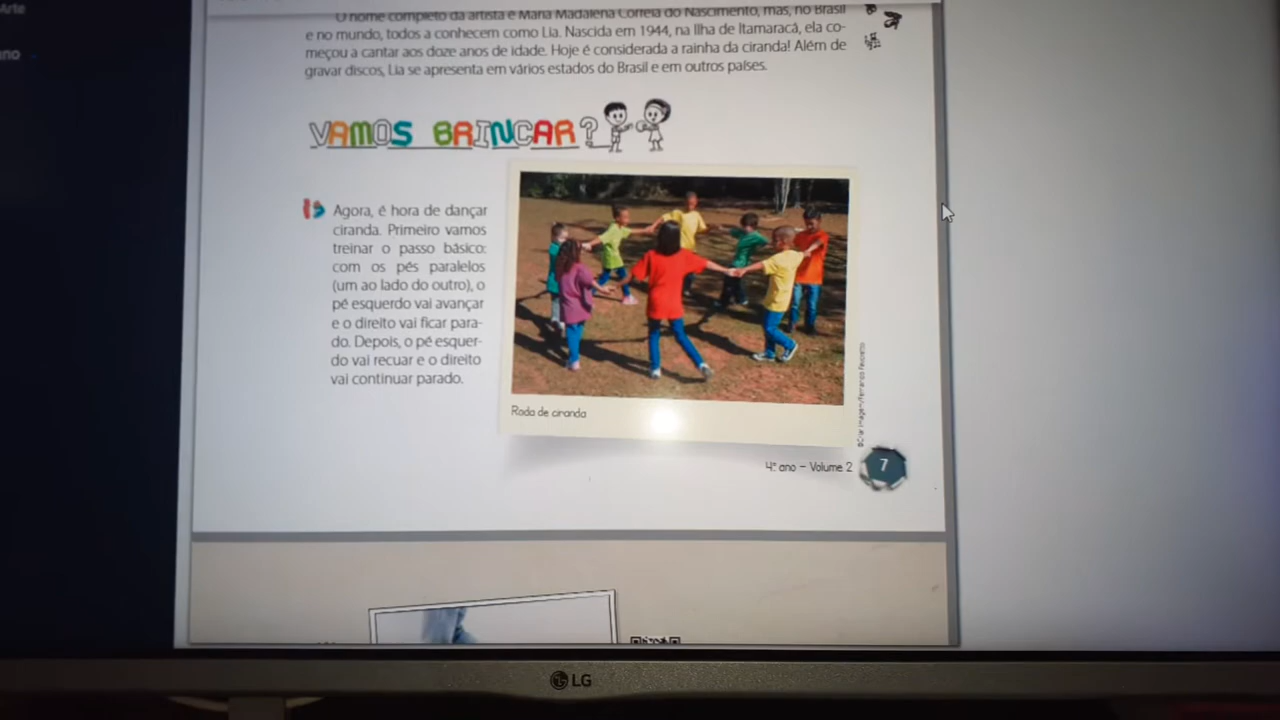 Arte
no
O nome completo da artista é Maria Madalena Correia do Nascimento, mas, no Brasil
e no mundo, todos a conhecem como Lia. Nascida em 1944, na Ilha de Itamaracá, ela co-
meçou a cantar aos doze anos de idade. Hoje é considerada a rainha da ciranda! Além de
gravar discos, Lia se apresenta em vários estados do Brasil e em outros países.
VAMOS BRINCAR?
Agora, é hora de dançar
ciranda. Primeiro vamos
treinar o passo básico:
com os pés paralelos
(um ao lado do outro), o
pé esquerdo vai avançar
e o direito vai ficar para-
do. Depois, o pé esquer-
do vai recuar e o direito
vai continuar parado.
Roda de ciranda
4º. ano – Volume 2
7
LG